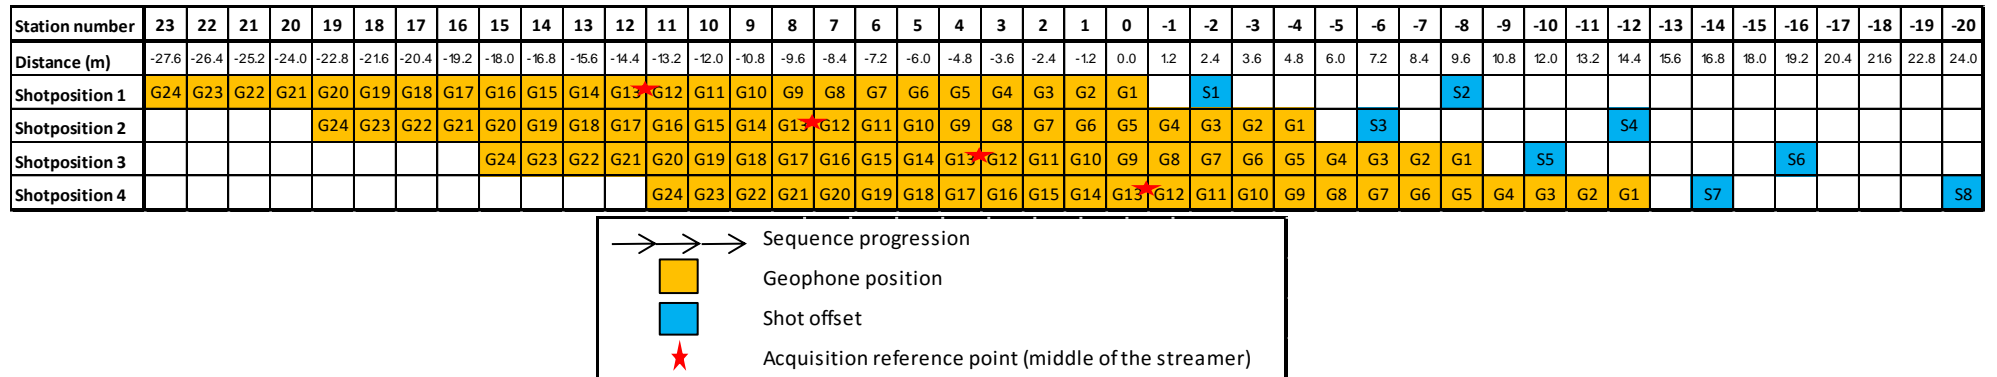 Station number 23 22 21 20 19 18 17 16 15 14 13 12 11 10 9 8 7 6 5 4 3 2 1 0 -1 -2 -3 -4 -5 -6 -7 -8 -9 -10 -11 -12 -13 -14 -15 -16 -17 -18 -19 -20
Distance (m) -27.6 -26.4 -25.2 -24.0 -22.8 -21.6 -20.4 -19.2 -18.0 -16.8 -15.6 -14.4 -13.2 -12.0 -10.8 -9.6 -8.4 -7.2 -6.0 -4.8 -3.6 -2.4 -1.2 0.0 1.2 2.4 3.6 4.8 6.0 7.2 8.4 9.6 10.8 12.0 13.2 14.4 15.6 16.8 18.0 19.2 20.4 21.6 22.8 24.0
Shotposition 1 G24 G23 G22 G21 G20 G19 G18 G17 G16 G15 G14 G13 G12 G11 G10 G9 G8 G7 G6 G5 G4 G3 G2 G1 S1 S2
Shotposition 2 G24 G23 G22 G21 G20 G19 G18 G17 G16 G15 G14 G13 G12 G11 G10 G9 G8 G7 G6 G5 G4 G3 G2 G1 S3 S4
Shotposition 3 G24 G23 G22 G21 G20 G19 G18 G17 G16 G15 G14 G13 G12 G11 G10 G9 G8 G7 G6 G5 G4 G3 G2 G1 S5 S6
Shotposition 4 G24 G23 G22 G21 G20 G19 G18 G17 G16 G15 G14 G13 G12 G11 G10 G9 G8 G7 G6 G5 G4 G3 G2 G1 S7 S8
Sequence progression
Geophone position
Shot offset
Acquisition reference point (middle of the streamer)